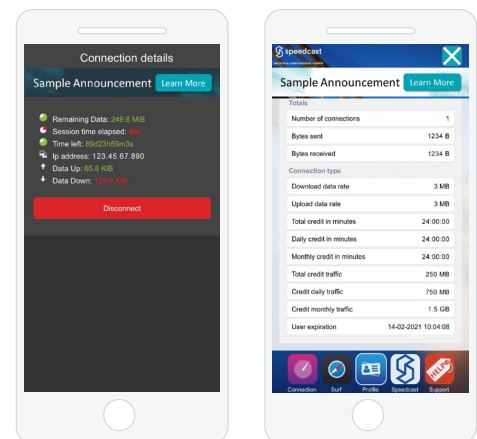 Connection details
Sample Announcement
Learn More
Remaining Data: 249.8 MiB
Session time elapsed: 40s
Time left: 89d23h59m3s
Ip address: 123.45.67.890
Data Up: 65.6 KiB
Data Down:
Disconnect
speedcast
Sample Announcement
Learn More
Totals
Number of connections 1
Bytes sent 1234 B
Bytes received 1234 B
Connection type
Download data rate 3 MB
Upload data rate 3 MB
Total credit in minutes 24:00:00
Daily credit in minutes 24:00:00
Monthly credit in minutes 24:00:00
Total credit traffic 250 MB
Credit daily traffic 750 MB
Credit monthly traffic 1.5 GB
User expiration 14-02-2021 10:04:08
HELP
Connection Surf Profile Speedcast Support